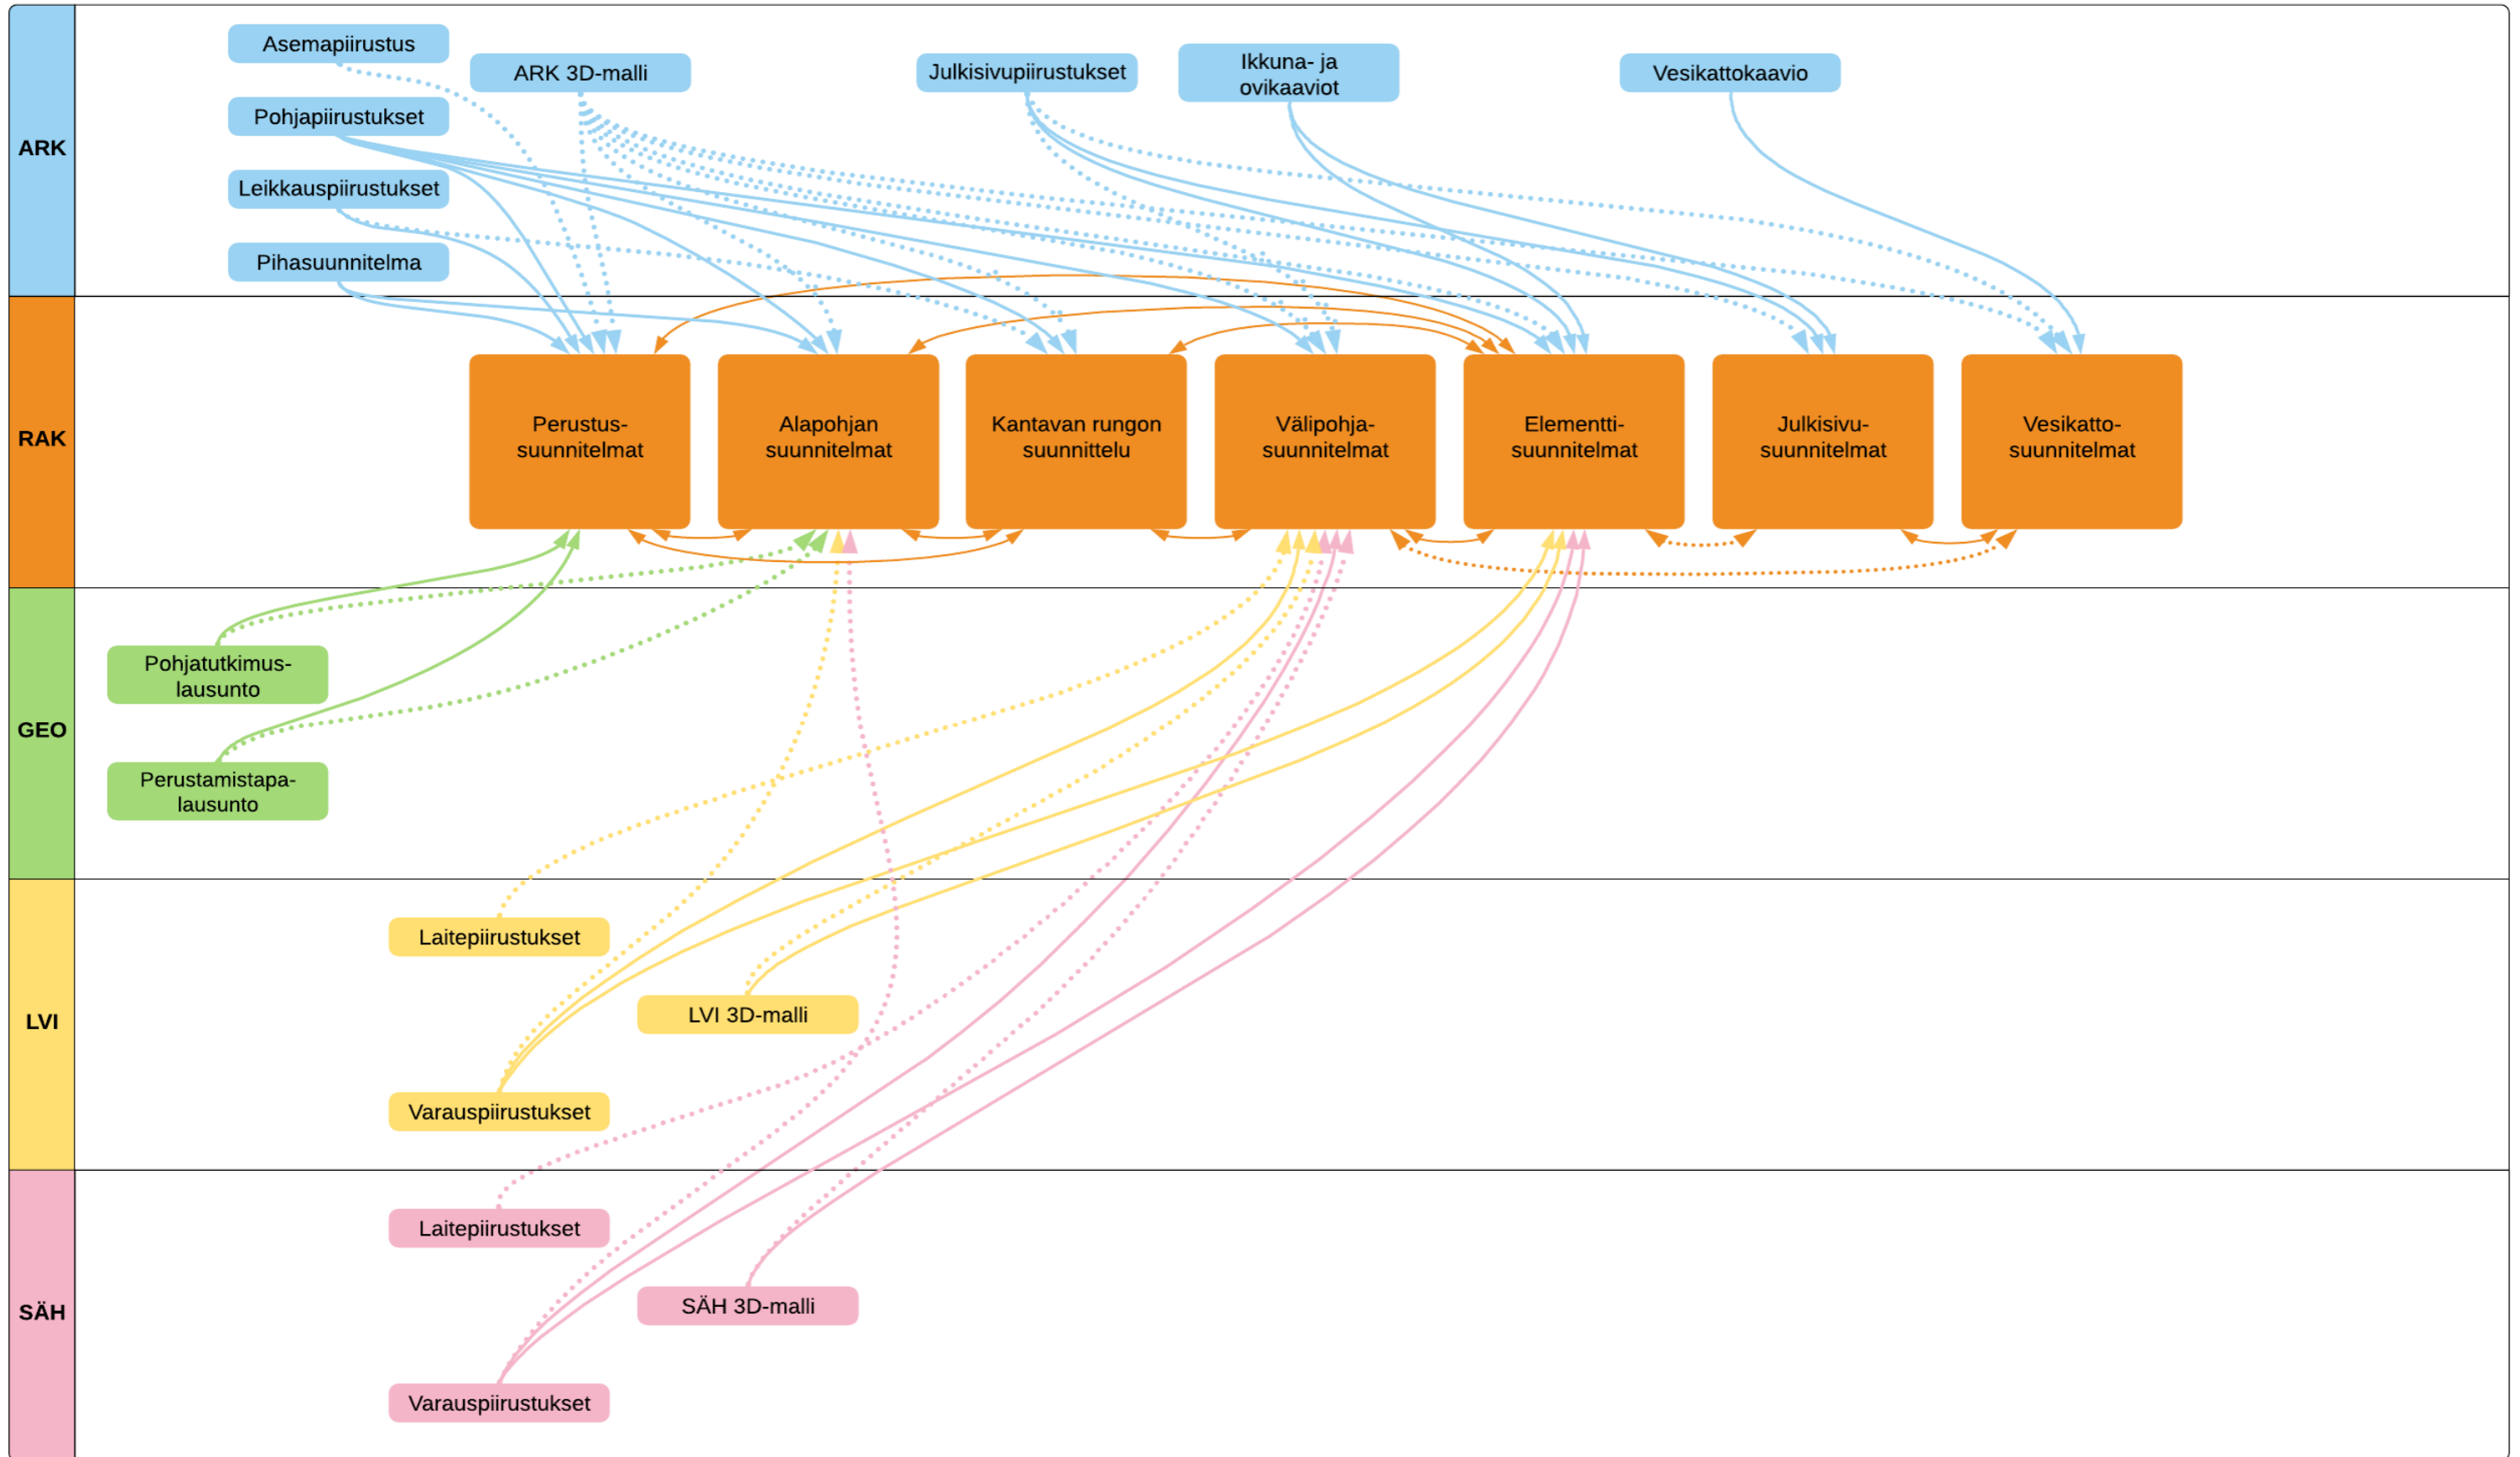 ARK
Asemapiirustus
ARK 3D-malli
Pohjapiirustukset
Leikkauspiirustukset
Pihasuunnitelma
Julkisivupiirustukset
Ikkuna- ja
ovikaaviot
Vesikattokaavio
RAK
Perustus-
suunnitelmat
Alapohjan
suunnitelmat
Kantavan rungon
suunnittelu
Välipohja-
suunnitelmat
Elementti-
suunnitelmat
Julkisivu-
suunnitelmat
Vesikatto-
suunnitelmat
GEO
Pohjatutkimus-
lausunto
Perustamistapa-
lausunto
LVI
Laitepiirustukset
LVI 3D-malli
Varauspiirustukset
SÄH
Laitepiirustukset
SÄH 3D-malli
Varauspiirustukset